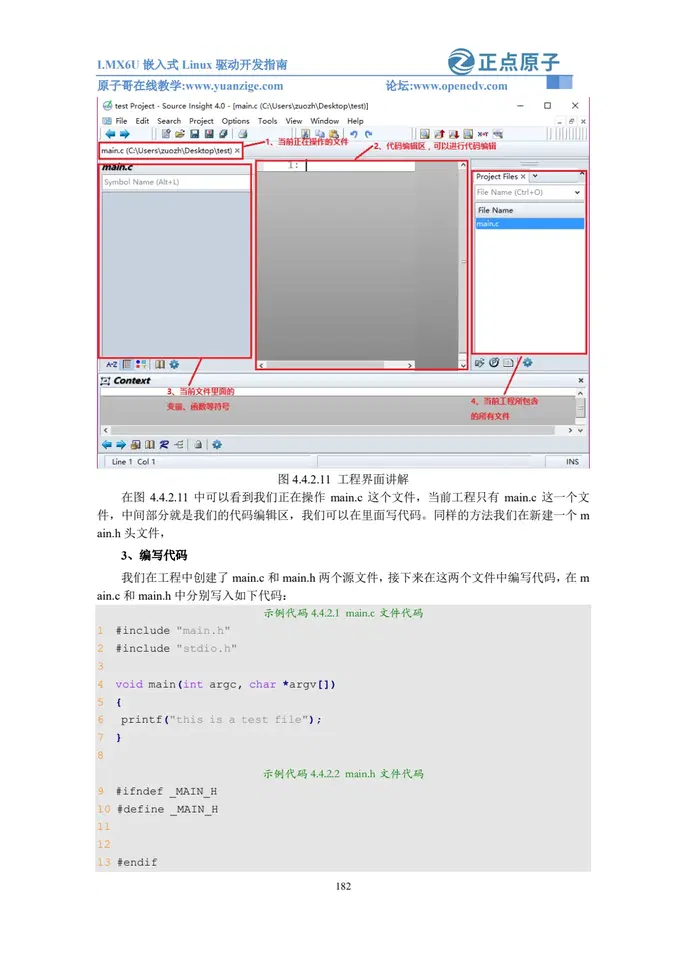 I.MX6U 嵌入式 Linux 驱动开发指南
正点原子
原子哥在线教学:www.yuanzige.com 论坛:www.openedv.com
test Project - Source Insight 4.0 - [main.c (C:\Users\zuozh\Desktop\test)]
File Edit Search Project Options Tools View Window Help
1、当前正在操作的文件
2、代码编辑区，可以进行代码编辑
main.c (C:\Users\zuozh\Desktop\test) ×
main.c
1:
Symbol Name (Alt+L)
Project Files ×
File Name (Ctrl+O)
File Name
main.c
A-Z
Context
3、当前文件里面的
变量、函数等符号
4、当前工程所包含
的所有文件
Line 1 Col 1 INS
图 4.4.2.11 工程界面讲解
在图 4.4.2.11 中可以看到我们正在操作 main.c 这个文件，当前工程只有 main.c 这一个文
件，中间部分就是我们的代码编辑区，我们可以在里面写代码。同样的方法我们在新建一个 m
ain.h 头文件，
3、编写代码
我们在工程中创建了 main.c 和 main.h 两个源文件，接下来在这两个文件中编写代码，在 m
ain.c 和 main.h 中分别写入如下代码：
示例代码 4.4.2.1 main.c 文件代码
1 #include "main.h"
2 #include "stdio.h"
3
4 void main(int argc, char *argv[])
5 {
6 printf("this is a test file");
7 }
8
示例代码 4.4.2.2 main.h 文件代码
9 #ifndef _MAIN_H
10 #define _MAIN_H
11
12
13 #endif
182